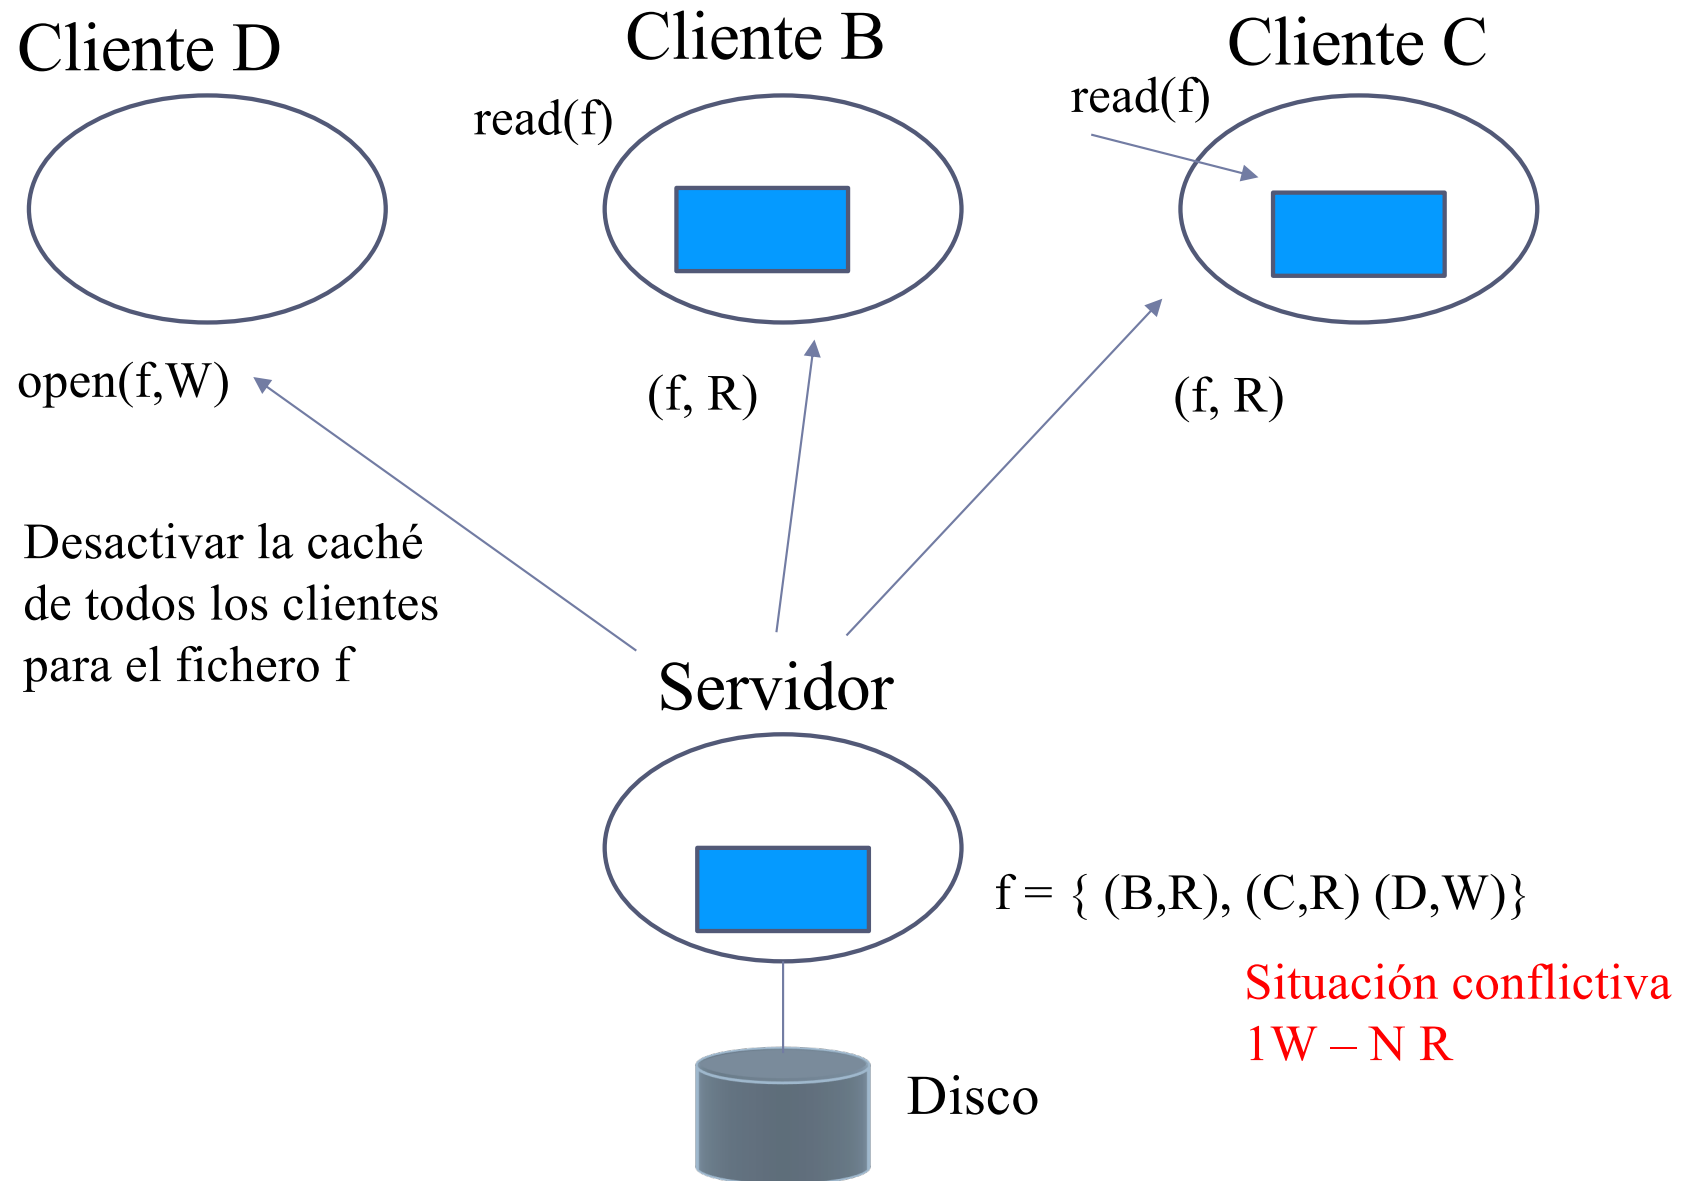 Cliente D
Cliente B
Cliente C
read(f)
read(f)
open(f,W)
(f, R)
(f, R)
Desactivar la caché
de todos los clientes
para el fichero f
Servidor
f = { (B,R), (C,R) (D,W)}
Situación conflictiva
1W – N R
Disco